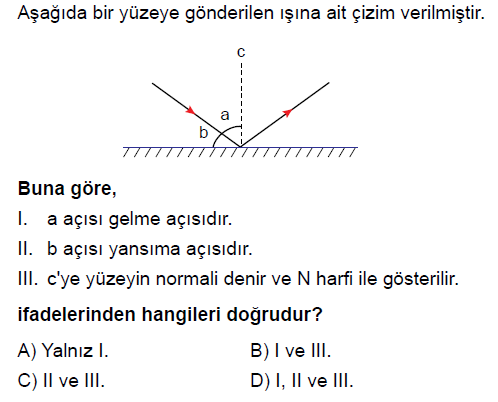 Aşağıda bir yüzeye gönderilen ışına ait çizim verilmiştir.
c
a
b
Buna göre,
I. a açısı gelme açısıdır.
II. b açısı yansıma açısıdır.
III. c'ye yüzeyin normali denir ve N harfi ile gösterilir.
ifadelerinden hangileri doğrudur?
A) Yalnız I. B) I ve III.
C) II ve III. D) I, II ve III.